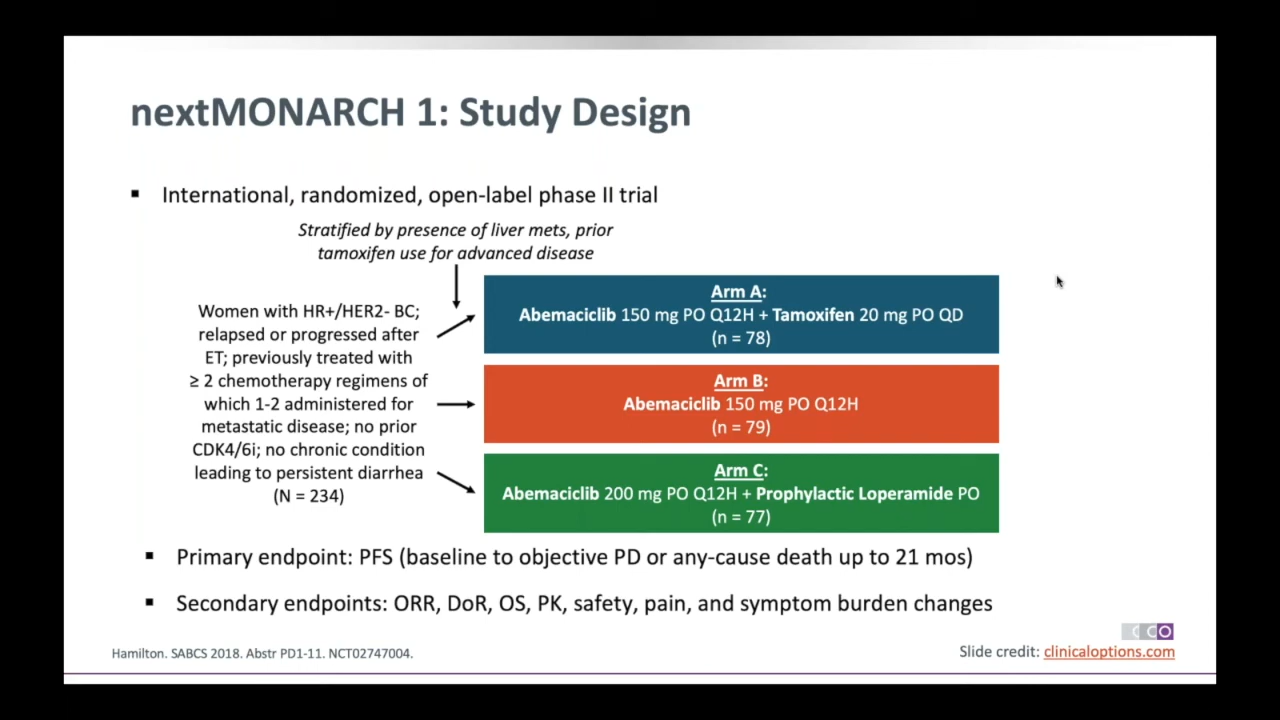 nextMONARCH 1: Study Design
▪ International, randomized, open-label phase II trial
Stratified by presence of liver mets, prior
tamoxifen use for advanced disease
Women with HR+/HER2- BC;
relapsed or progressed after
ET; previously treated with
≥ 2 chemotherapy regimens of
which 1-2 administered for
metastatic disease; no prior
CDK4/6i; no chronic condition
leading to persistent diarrhea
(N = 234)
Arm A:
Abemaciclib 150 mg PO Q12H + Tamoxifen 20 mg PO QD
(n = 78)
Arm B:
Abemaciclib 150 mg PO Q12H
(n = 79)
Arm C:
Abemaciclib 200 mg PO Q12H + Prophylactic Loperamide PO
(n = 77)
▪ Primary endpoint: PFS (baseline to objective PD or any-cause death up to 21 mos)
▪ Secondary endpoints: ORR, DoR, OS, PK, safety, pain, and symptom burden changes
CCO
Hamilton. SABCS 2018. Abstr PD1-11. NCT02747004.
Slide credit: clinicaloptions.com